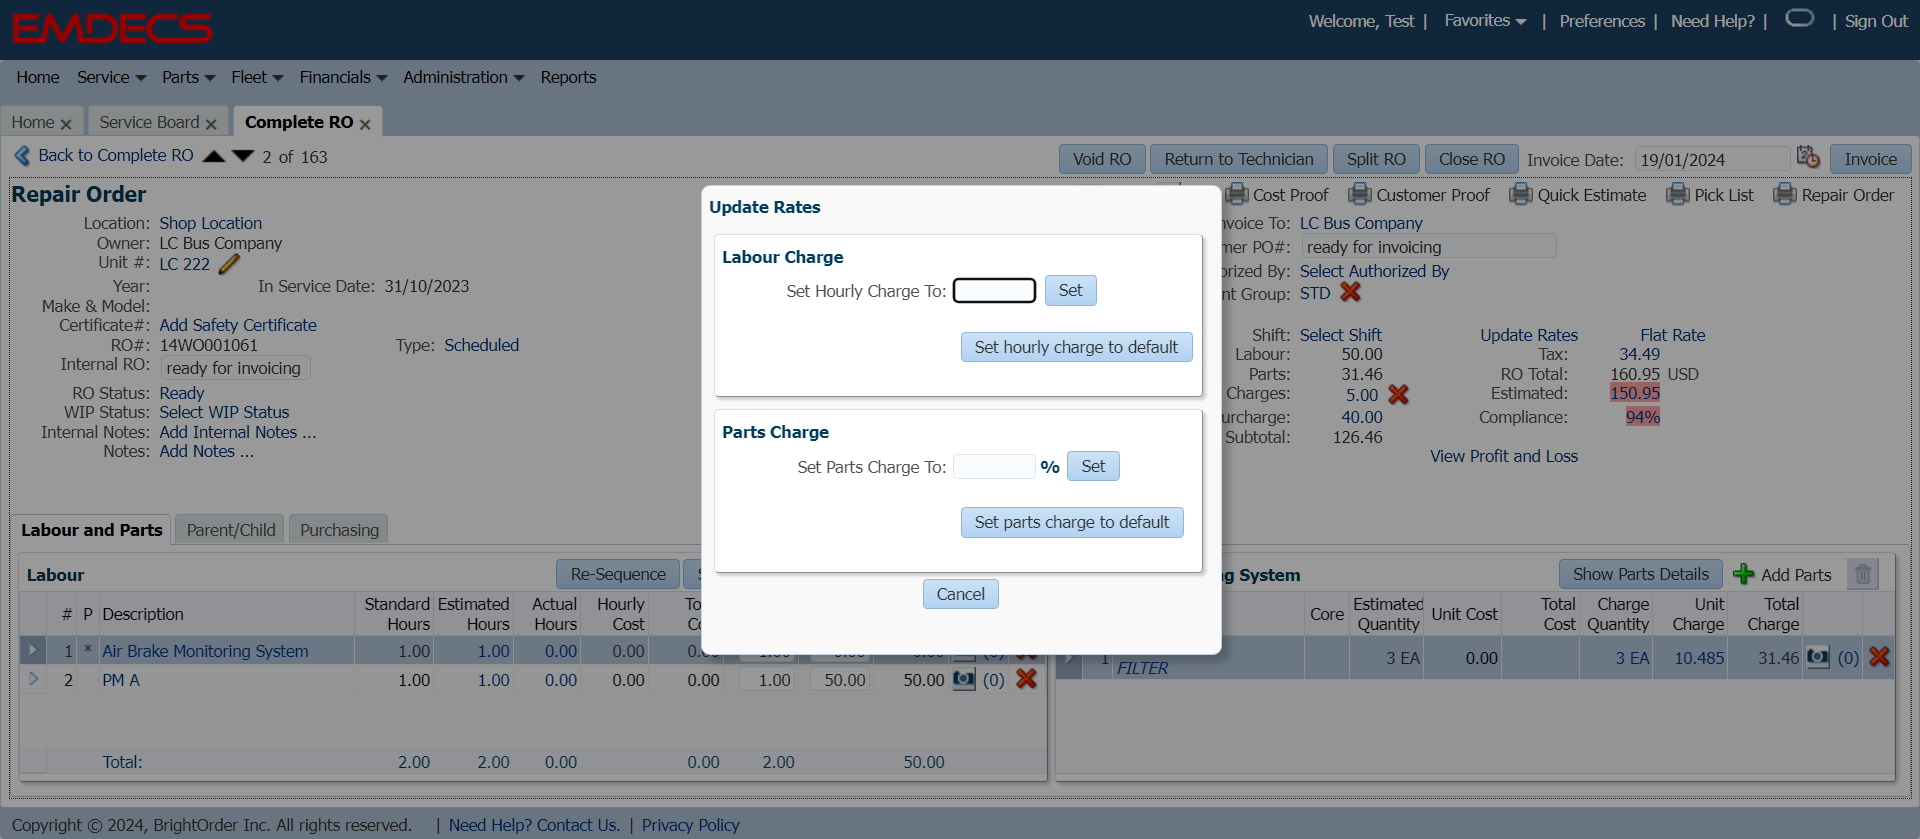 EMDECS
Welcome, Test | Favorites | Preferences | Need Help? | | Sign Out
Home Service Parts Fleet Financials Administration Reports
Home Service Board Complete RO
Back to Complete RO 2 of 163 Void RO Return to Technician Split RO Close RO Invoice Date: 19/01/2024 Invoice
Repair Order
Cost Proof Customer Proof Quick Estimate Pick List Repair Order
Location: Shop Location
Owner: LC Bus Company
Unit #: LC 222
Year: In Service Date: 31/10/2023
Make & Model:
Certificate#: Add Safety Certificate
RO#: 14WO001061 Type: Scheduled
Internal RO: ready for invoicing
RO Status: Ready
WIP Status: Select WIP Status
Internal Notes: Add Internal Notes ...
Notes: Add Notes ...
Update Rates
Labour Charge
Set Hourly Charge To: Set
Set hourly charge to default
Parts Charge
Set Parts Charge To: % Set
Set parts charge to default
Cancel
voice To: LC Bus Company
mer PO#: ready for invoicing
orized By: Select Authorized By
nt Group: STD
Shift: Select Shift Update Rates Flat Rate
Labour: 50.00 Tax: 34.49
Parts: 31.46 RO Total: 160.95 USD
Charges: 5.00 Estimated: 150.95
urcharge: 40.00 Compliance: 94%
Subtotal: 126.46
View Profit and Loss
Labour and Parts Parent/Child Purchasing
Labour Re-Sequence
# P Description Standard Hours Estimated Hours Actual Hours Hourly Cost
1 * Air Brake Monitoring System 1.00 1.00 0.00 0.00
2 PM A 1.00 1.00 0.00 0.00 0.00 1.00 50.00 50.00 (0)
Total: 2.00 2.00 0.00 0.00 2.00 50.00
g System Show Parts Details Add Parts
Core Estimated Quantity Unit Cost Total Cost Charge Quantity Unit Charge Total Charge
1 FILTER 3 EA 0.00 3 EA 10.485 31.46 (0)
Copyright © 2024, BrightOrder Inc. All rights reserved. | Need Help? Contact Us. | Privacy Policy